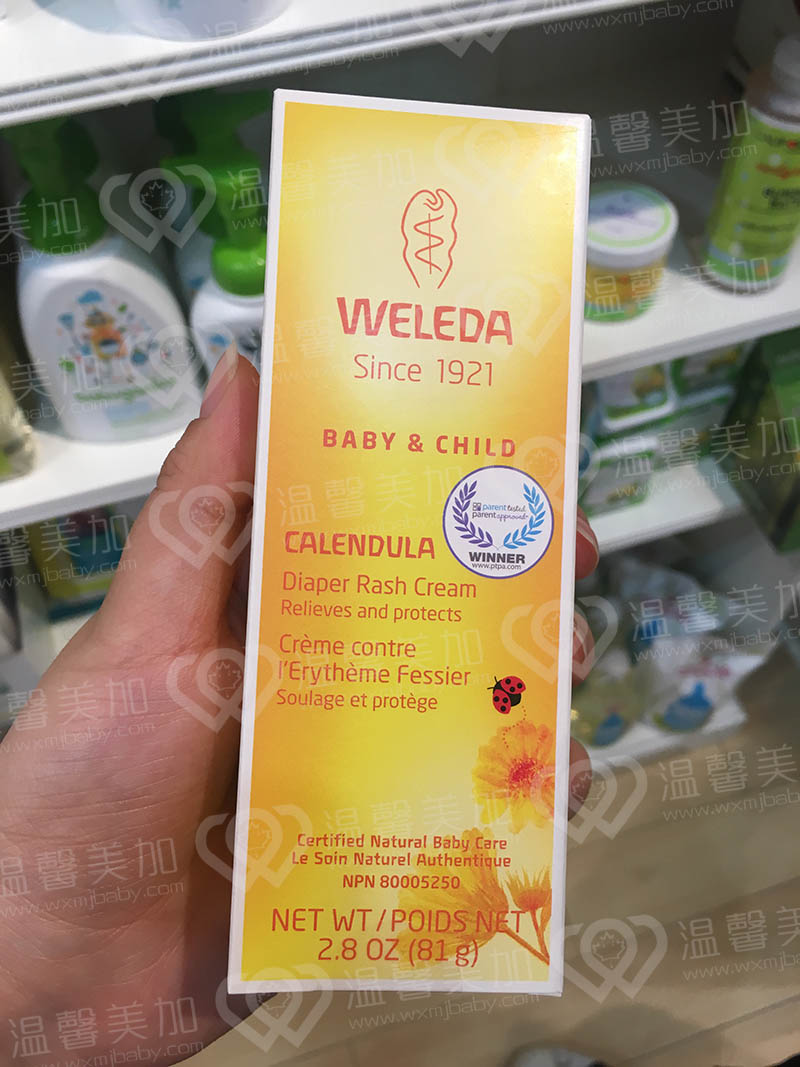 WELEDA
Since 1921
BABY & CHILD
parent tested
parent approved
WINNER
www.ptpa.com
CALENDULA
Diaper Rash Cream
Relieves and protects
Crème contre
l'Erythème Fessier
Soulage et protège
Certified Natural Baby Care
Le Soin Naturel Authentique
NPN 80005250
NET WT/POIDS NET
2.8 OZ (81 g)
温馨美加
www.wxmjbaby.com